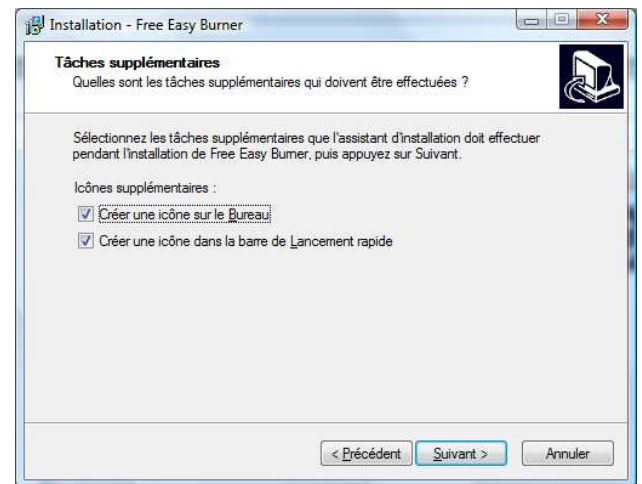 Installation - Free Easy Burner
Tâches supplémentaires
Quelles sont les tâches supplémentaires qui doivent être effectuées ?
Sélectionnez les tâches supplémentaires que l'assistant d'installation doit effectuer
pendant l'installation de Free Easy Burner, puis appuyez sur Suivant.
Icônes supplémentaires :
Créer une icône sur le Bureau
Créer une icône dans la barre de Lancement rapide
< Précédent Suivant > Annuler